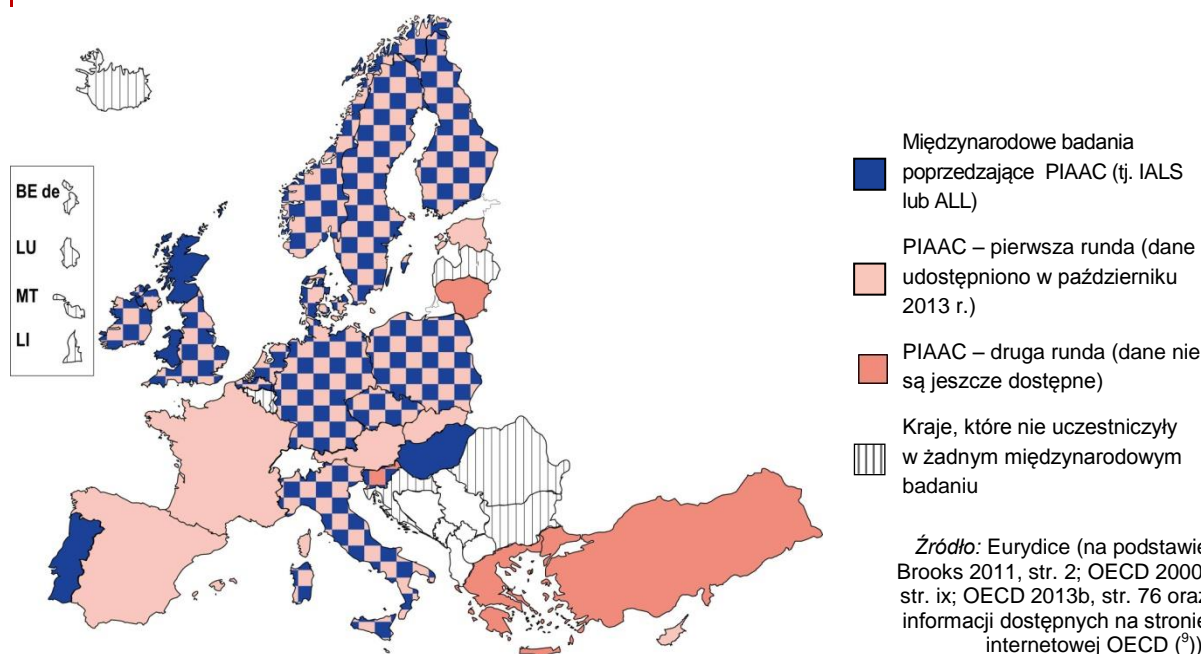 BE de
LU
MT
LI
Międzynarodowe badania
poprzedzające PIAAC (tj. IALS
lub ALL)
PIAAC – pierwsza runda (dane
udostępniono w październiku
2013 r.)
PIAAC – druga runda (dane nie
są jeszcze dostępne)
Kraje, które nie uczestniczyły
w żadnym międzynarodowym
badaniu
Źródło: Eurydice (na podstawie
Brooks 2011, str. 2; OECD 2000
str. ix; OECD 2013b, str. 76 oraz
informacji dostępnych na stronie
internetowej OECD (⁹))